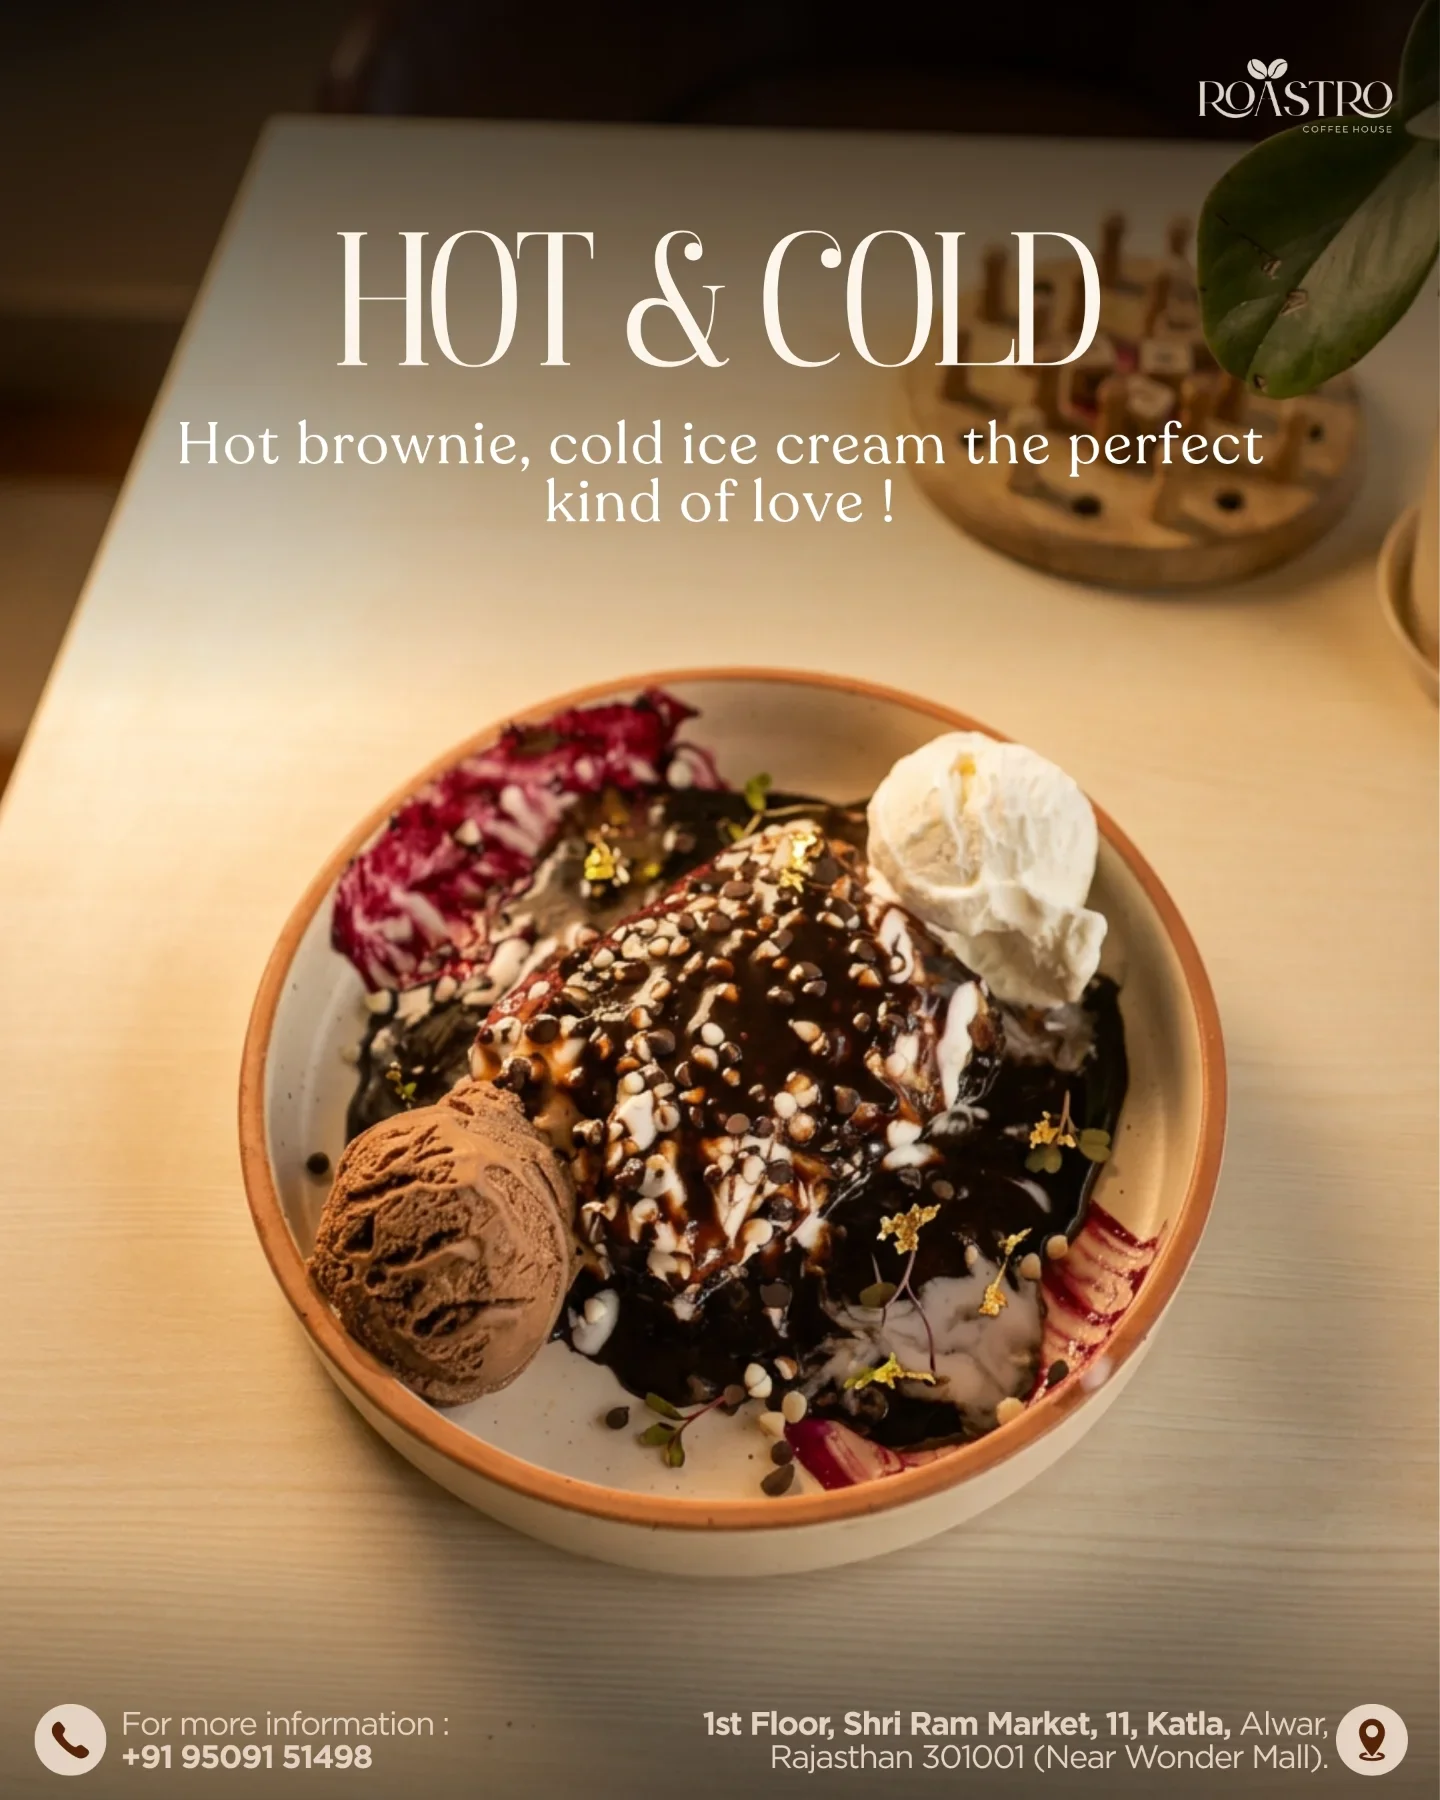 ROASTRO
COFFEE HOUSE
HOT & COLD
Hot brownie, cold ice cream the perfect
kind of love !
For more information :
+91 95091 51498
1st Floor, Shri Ram Market, 11, Katla, Alwar,
Rajasthan 301001 (Near Wonder Mall).